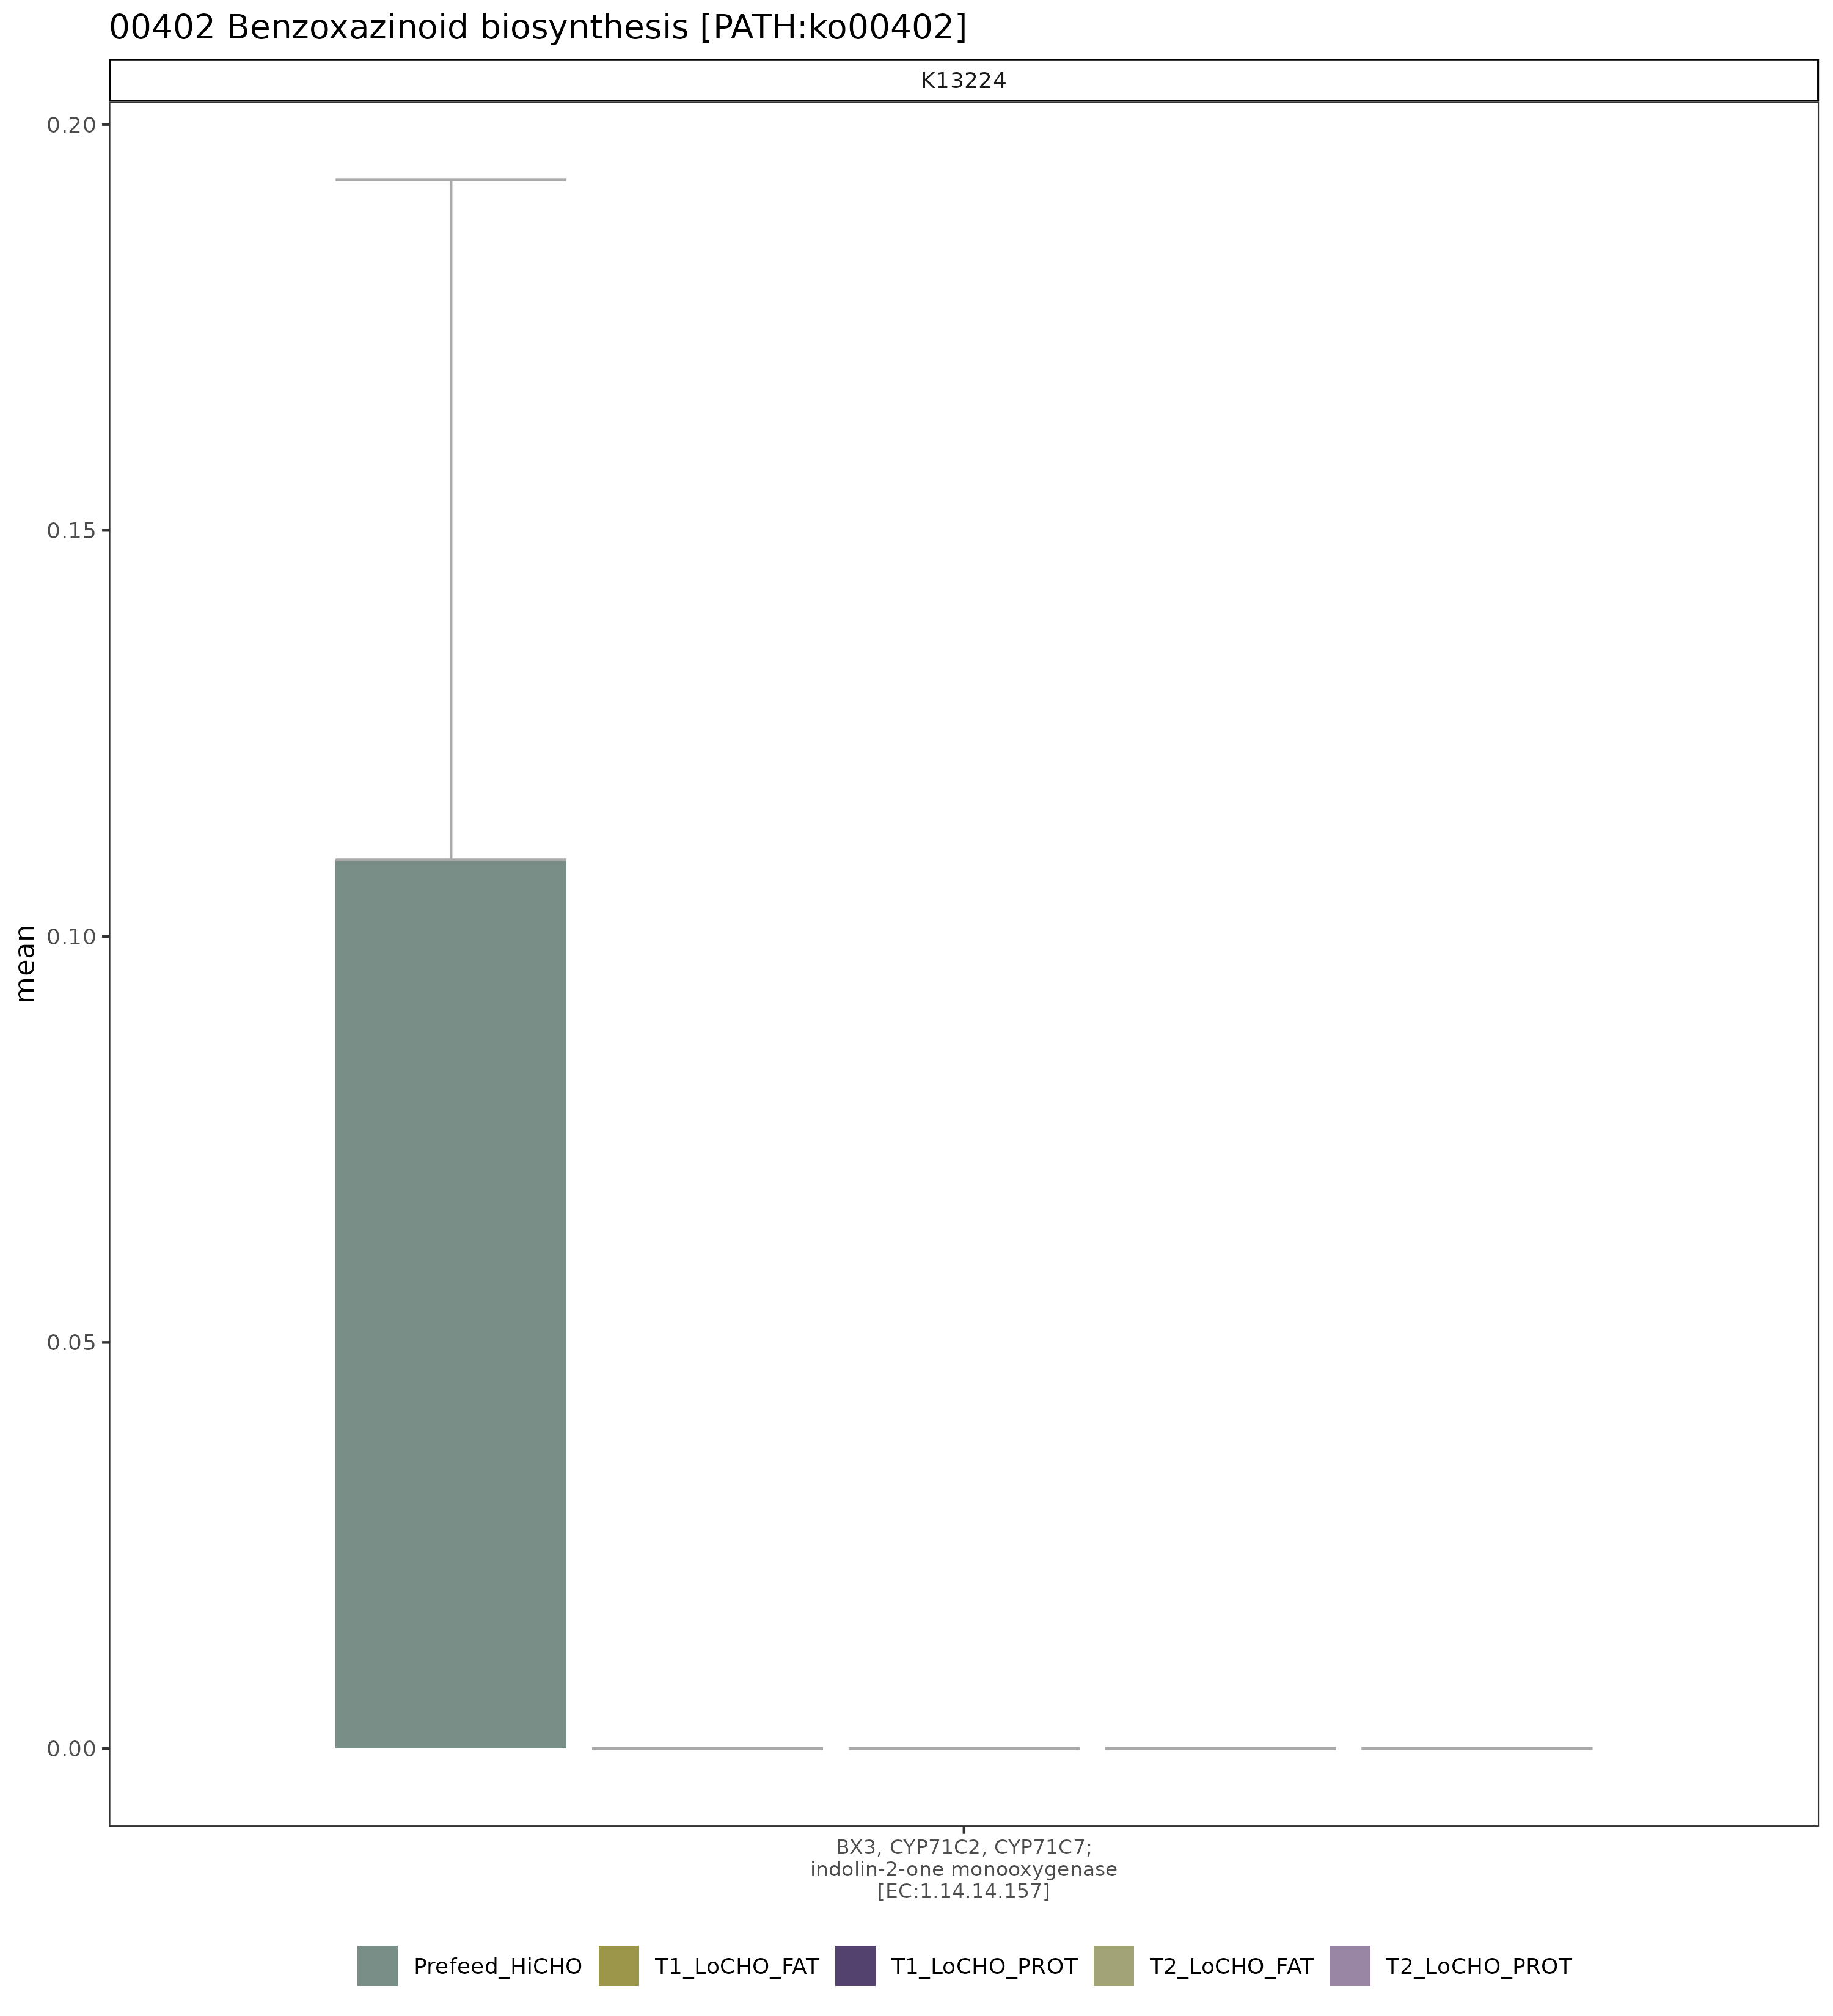 00402 Benzoxazinoid biosynthesis [PATH:ko00402]
K13224
0.20
0.15
0.10
0.05
0.00
mean
BX3, CYP71C2, CYP71C7;
indolin-2-one monooxygenase
[EC:1.14.14.157]
Prefeed_HiCHO T1_LoCHO_FAT T1_LoCHO_PROT T2_LoCHO_FAT T2_LoCHO_PROT